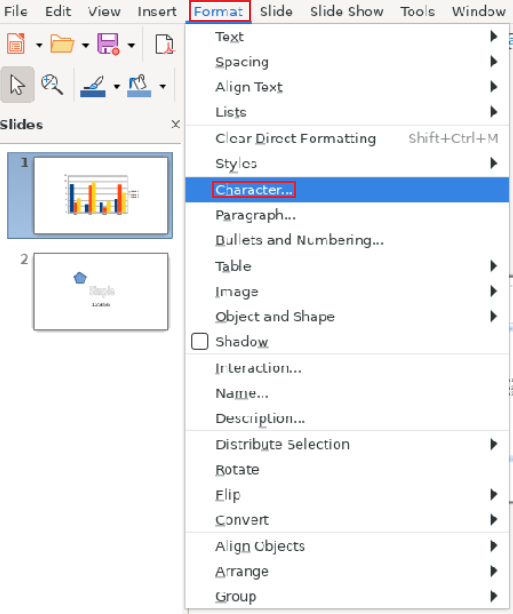 File Edit View Insert Format Slide Slide Show Tools Window
Text
Spacing
Align Text
Lists
Clear Direct Formatting Shift+Ctrl+M
Styles
Character...
Paragraph...
Bullets and Numbering...
Table
Image
Object and Shape
Shadow
Interaction...
Name...
Description...
Distribute Selection
Rotate
Flip
Convert
Align Objects
Arrange
Group
Slides
1
2
Simple